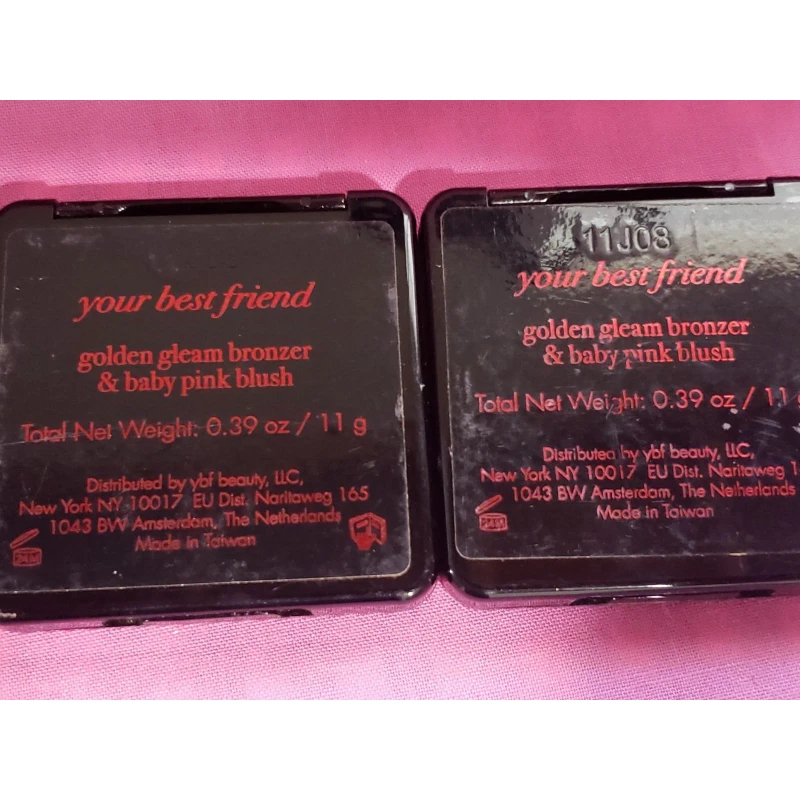 your best friend
golden gleam bronzer
& baby pink blush
Total Net Weight: 0.39 oz / 11 g
Distributed by ybf beauty, LLC,
New York NY 10017 EU Dist. Naritaweg 165
1043 BW Amsterdam, The Netherlands
Made in Taiwan
24M
11J08
your best friend
golden gleam bronzer
& baby pink blush
Total Net Weight: 0.39 oz / 11
Distributed by ybf beauty, LLC,
New York NY 10017 EU Dist. Naritaweg 1
1043 BW Amsterdam, The Netherlands
Made in Taiwan